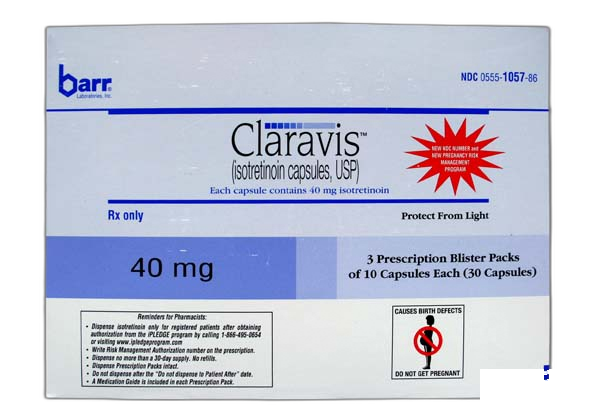 barr®
Laboratories, Inc.
NDC 0555-1057-86
Claravis™
(isotretinoin capsules, USP)
Each capsule contains 40 mg isotretinoin
NEW NDC NUMBER and
NEW PREGNANCY RISK
MANAGEMENT
PROGRAM
Rx only
Protect From Light
40 mg
3 Prescription Blister Packs
of 10 Capsules Each (30 Capsules)
Reminders for Pharmacists:
• Dispense isotretinoin only for registered patients after obtaining
authorization from the iPLEDGE program by calling 1-866-495-0654
or visiting www.ipledgeprogram.com
• Write Risk Management Authorization number on the prescription.
• Dispense no more than a 30-day supply. No refills.
• Dispense Prescription Packs intact.
• Do not dispense after the "Do not dispense to Patient After" date.
• A Medication Guide is included in each Prescription Pack.
CAUSES BIRTH DEFECTS
DO NOT GET PREGNANT